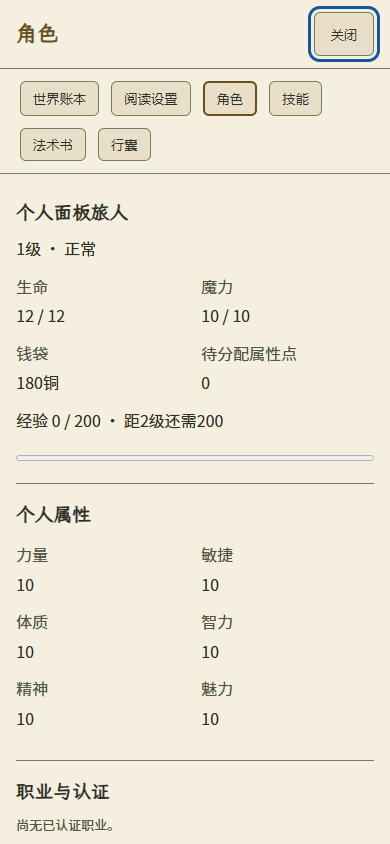 角色
关闭
世界账本 阅读设置 角色 技能
法术书 行囊
个人面板旅人
1级 · 正常
生命 魔力
12 / 12 10 / 10
钱袋 待分配属性点
180铜 0
经验 0 / 200 · 距2级还需200
个人属性
力量 敏捷
10 10
体质 智力
10 10
精神 魅力
10 10
职业与认证
尚无已认证职业。